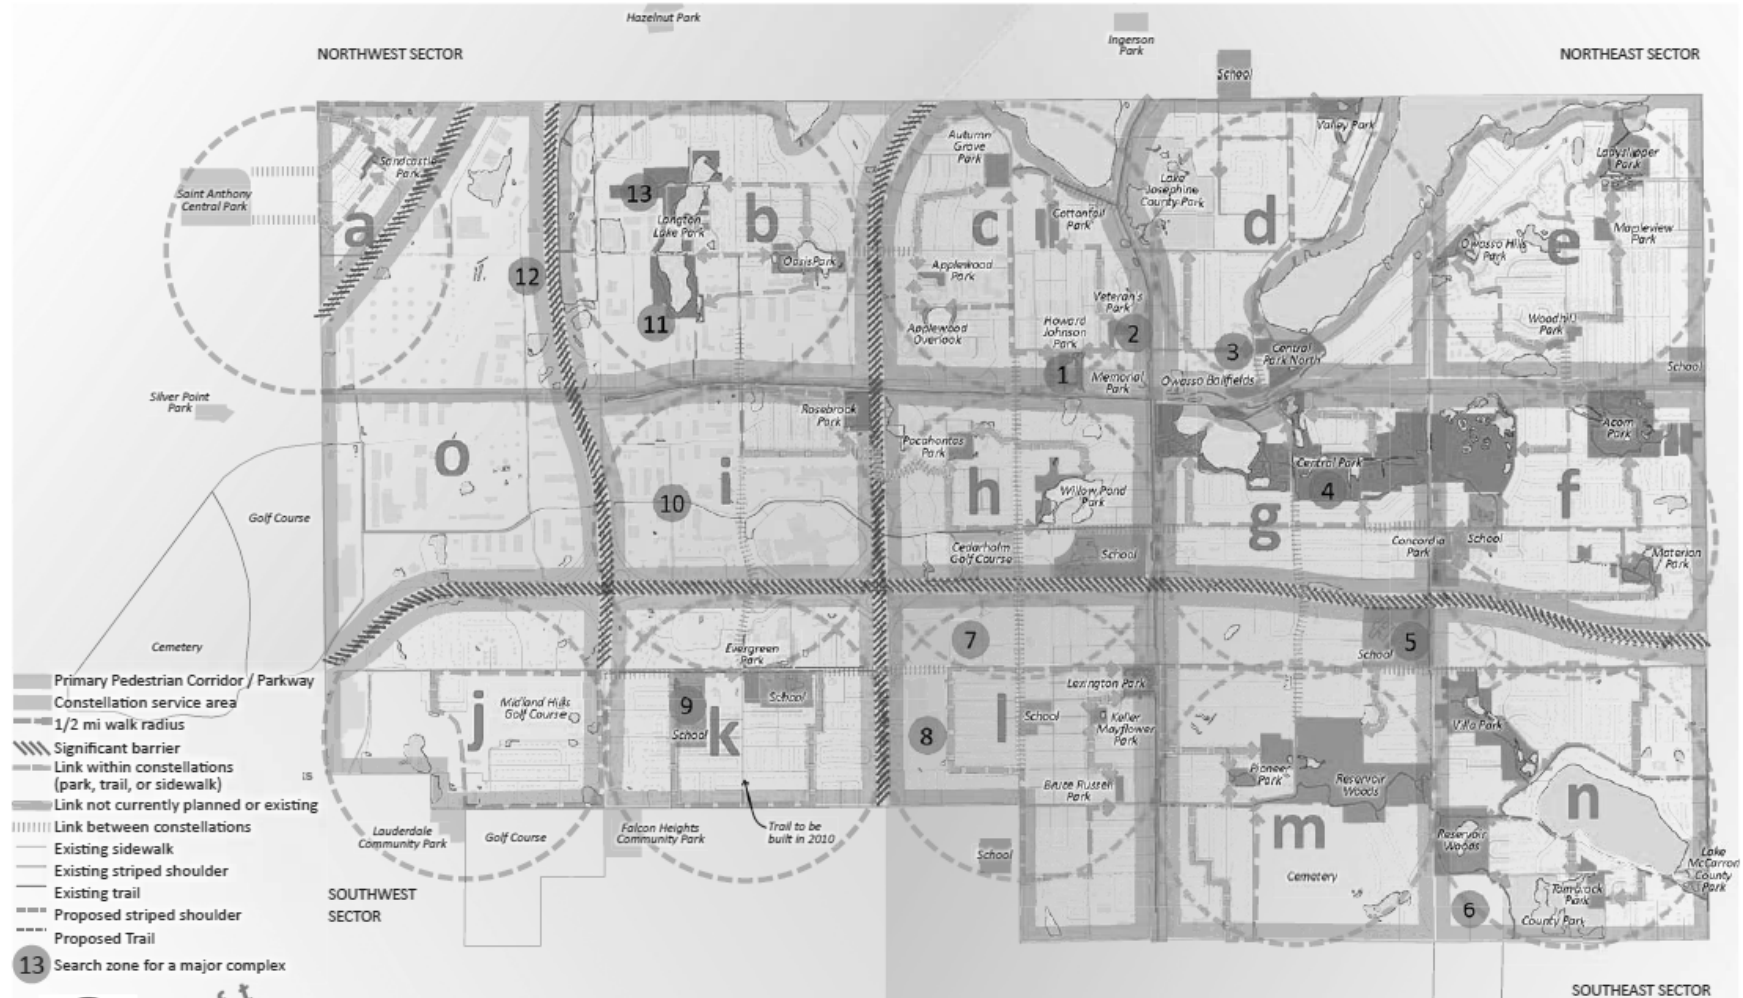 Hazelnut Park
Ingerson
Park
NORTHWEST SECTOR
NORTHEAST SECTOR
School
Autumn
Grove
Park
Valley Park
Sandcastle
Park
Ladyslipper
Park
Saint Anthony
Central Park
13
Lake
Josephine
County Park
a
Langton
Lake Park
b
c
Cottontail
Park
d
Owasso Hills
Park
e
Mapleview
Park
12
Oasis Park
Applewood
Park
Veteran's
Park
11
Applewood
Overlook
Howard
Johnson
Park
2
Woodhill
Park
3
Central
Park North
1
Memorial
Park
Owasso Ballfields
School
Silver Point
Park
Rosebrook
Park
Acorn
Park
o
Pocahontas
Park
Central Park
i
h
Willow Pond
Park
4
f
10
g
Golf Course
Cedarholm
Golf Course
School
Concordia
Park
School
Materion
Park
Cemetery
Evergreen
Park
7
School
5
Primary Pedestrian Corridor / Parkway
Constellation service area
1/2 mi walk radius
Significant barrier
Link within constellations
(park, trail, or sidewalk)
Link not currently planned or existing
Link between constellations
Existing sidewalk
Existing striped shoulder
Existing trail
Proposed striped shoulder
Proposed Trail
13 Search zone for a major complex
Lexington Park
j
Midland Hills
Golf Course
9
School
School
k
8
l
School
Keller
Mayflower
Park
Villa Park
Pioneer
Park
Reservoir
Woods
Bruce Russell
Park
n
m
Lauderdale
Community Park
Golf Course
Falcon Heights
Community Park
Trail to be
built in 2010
School
Reservoir
Woods
Lake
McCarron
County
Park
Cemetery
Tamarack
Park
6
County Park
SOUTHWEST
SECTOR
SOUTHEAST SECTOR